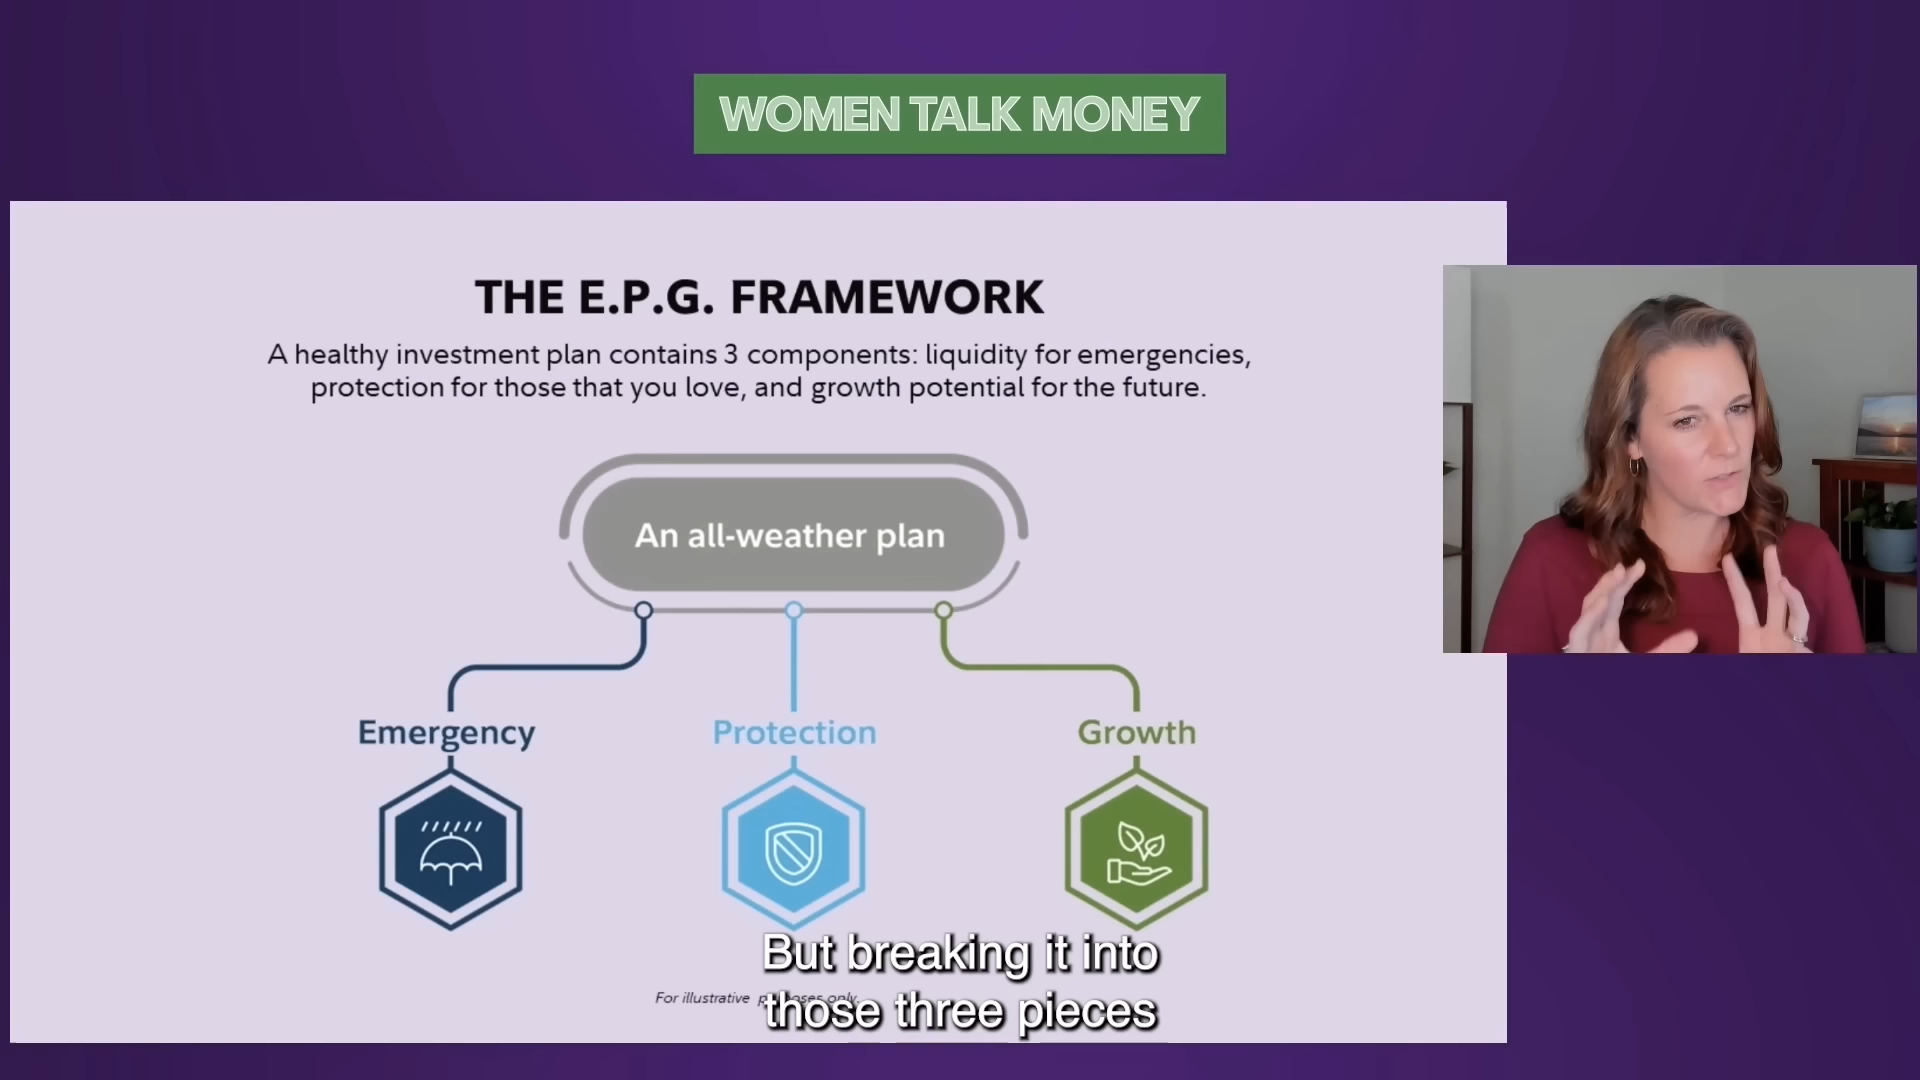 WOMEN TALK MONEY
THE E.P.G. FRAMEWORK
A healthy investment plan contains 3 components: liquidity for emergencies,
protection for those that you love, and growth potential for the future.
An all-weather plan
Emergency
Protection
Growth
But breaking it into
those three pieces
For illustrative purposes only.